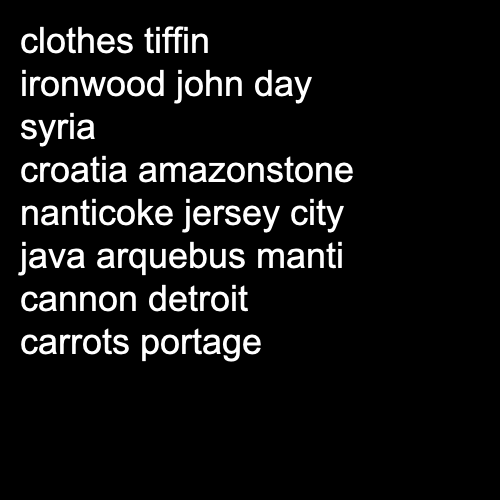 clothes tiffin
ironwood john day
syria
croatia amazonstone
nanticoke jersey city
java arquebus manti
cannon detroit
carrots portage